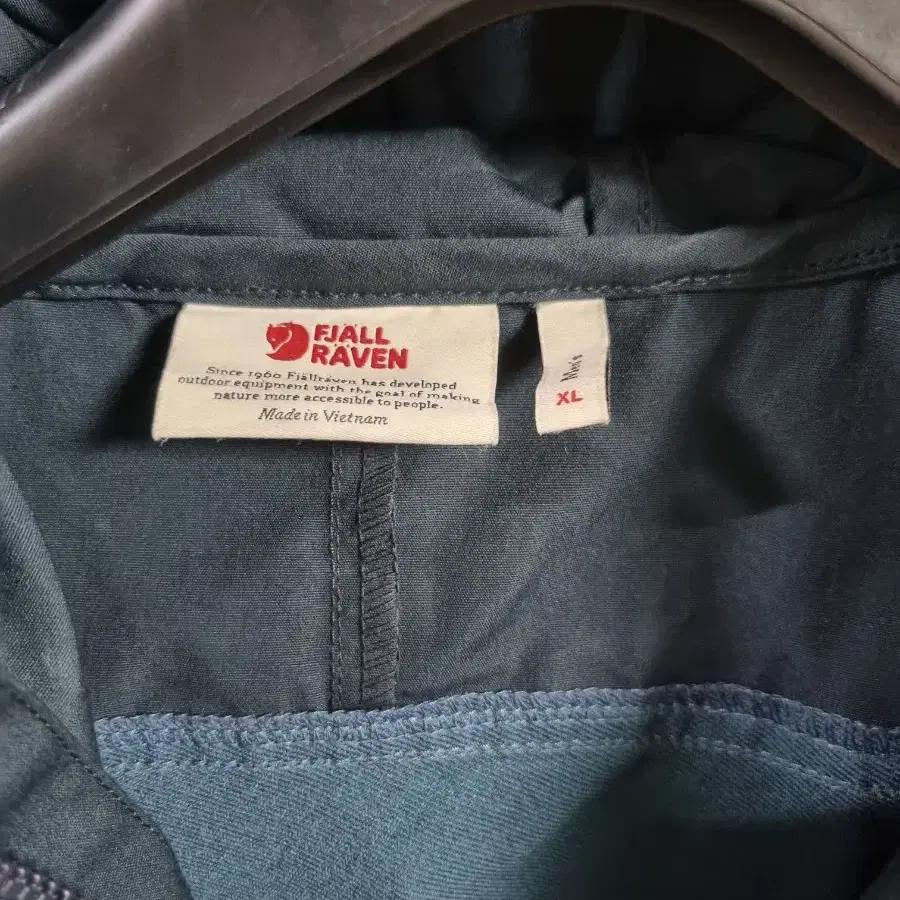 FJÄLL
RÄVEN
Since 1960 Fjällräven has developed
outdoor equipment with the goal of making
nature more accessible to people.
Made in Vietnam
Men's
XL